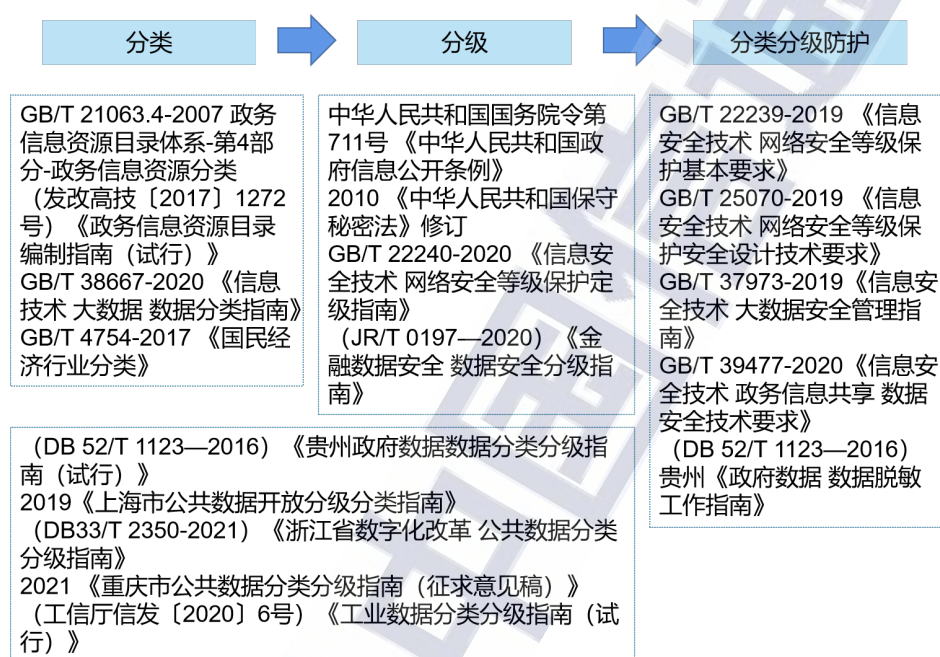 分类
分级
分类分级防护
GB/T 21063.4-2007 政务
信息资源目录体系-第4部
分-政务信息资源分类
（发改高技〔2017〕1272
号）《政务信息资源目录
编制指南（试行）》
GB/T 38667-2020 《信息
技术 大数据 数据分类指南》
GB/T 4754-2017 《国民经
济行业分类》
中华人民共和国国务院令第
711号 《中华人民共和国政
府信息公开条例》
2010 《中华人民共和国保守
秘密法》修订
GB/T 22240-2020 《信息安
全技术 网络安全等级保护定
级指南》
（JR/T 0197—2020）《金
融数据安全 数据安全分级指
南》
GB/T 22239-2019 《信息
安全技术 网络安全等级保
护基本要求》
GB/T 25070-2019 《信息
安全技术 网络安全等级保
护安全设计技术要求》
GB/T 37973-2019《信息安
全技术 大数据安全管理指
南》
GB/T 39477-2020《信息安
全技术 政务信息共享 数据
安全技术要求》
（DB 52/T 1123—2016）
贵州《政府数据 数据脱敏
工作指南》
（DB 52/T 1123—2016）《贵州政府数据数据分类分级指
南（试行）》
2019《上海市公共数据开放分级分类指南》
（DB33/T 2350-2021）《浙江省数字化改革 公共数据分类
分级指南》
2021 《重庆市公共数据分类分级指南（征求意见稿）》
（工信厅信发〔2020〕6号）《工业数据分类分级指南（试
行）》
中国信通